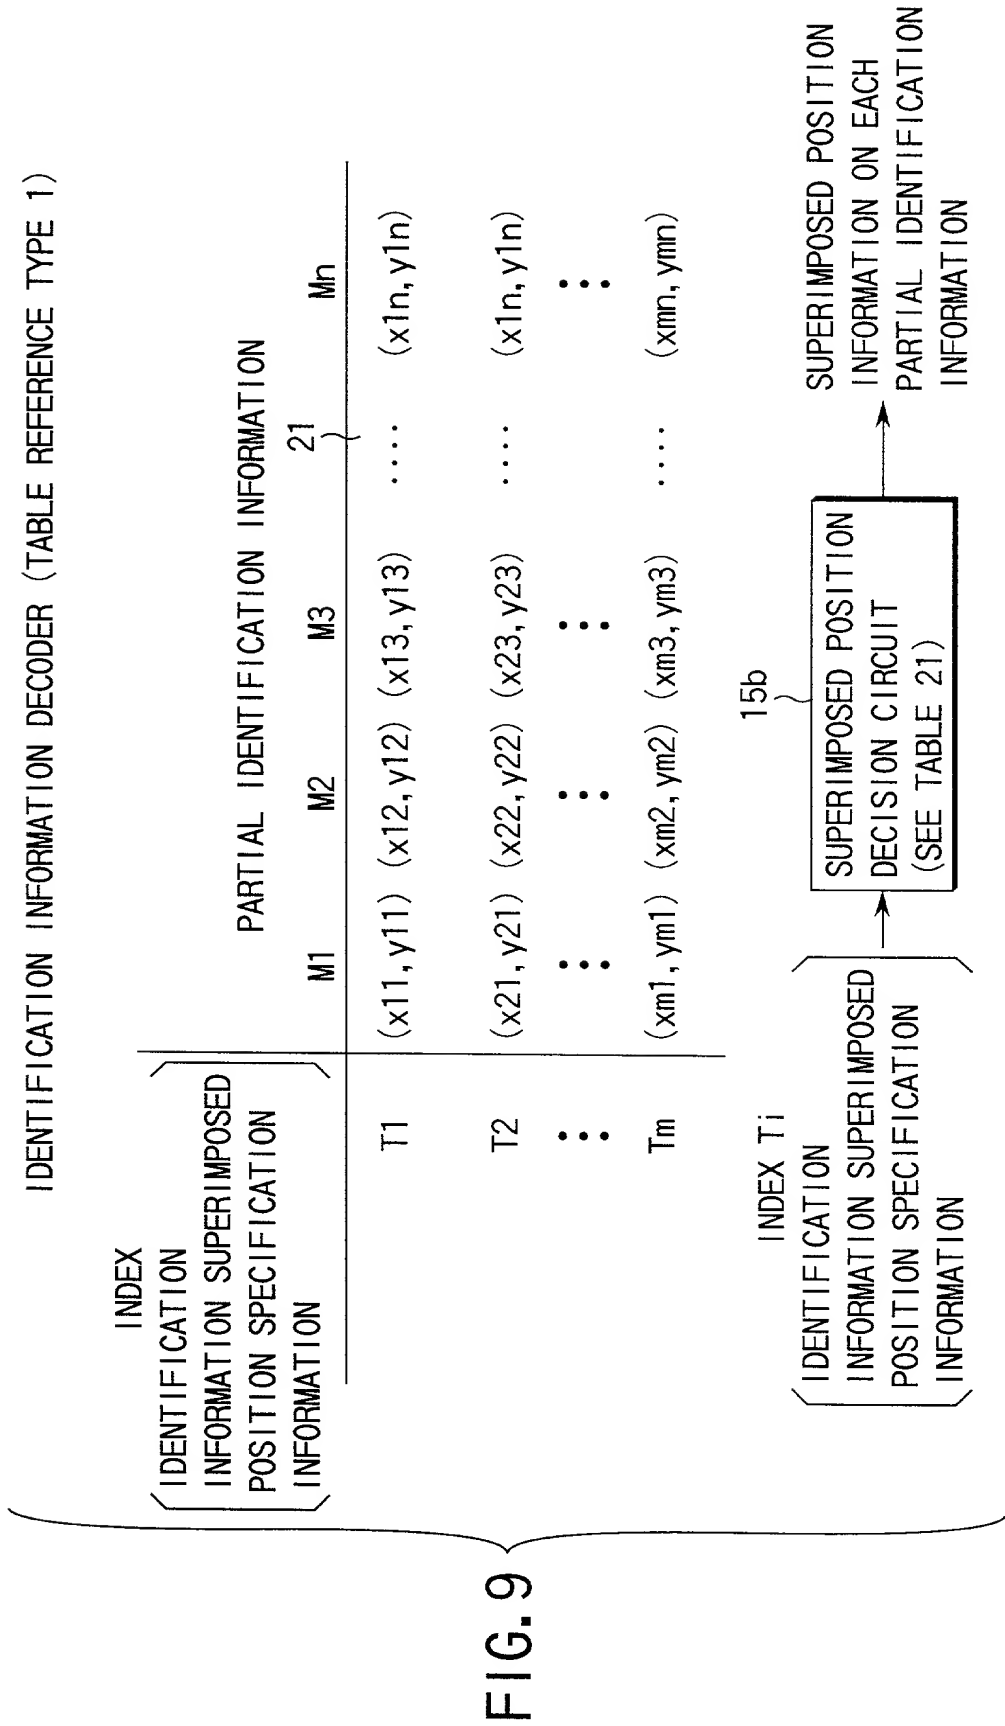 FIG. 9
IDENTIFICATION INFORMATION DECODER (TABLE REFERENCE TYPE 1)
INDEX
IDENTIFICATION
INFORMATION SUPERIMPOSED
POSITION SPECIFICATION
INFORMATION
PARTIAL IDENTIFICATION INFORMATION
21
M1 M2 M3 Mn
T1 (x11, y11) (x12, y12) (x13, y13) .... (x1n, y1n)
T2 (x21, y21) (x22, y22) (x23, y23) .... (x1n, y1n)
Tm (xm1, ym1) (xm2, ym2) (xm3, ym3) .... (xmn, ymn)
INDEX Ti
IDENTIFICATION
INFORMATION SUPERIMPOSED
POSITION SPECIFICATION
INFORMATION
15b
SUPERIMPOSED POSITION
DECISION CIRCUIT
(SEE TABLE 21)
SUPERIMPOSED POSITION
INFORMATION ON EACH
PARTIAL IDENTIFICATION
INFORMATION